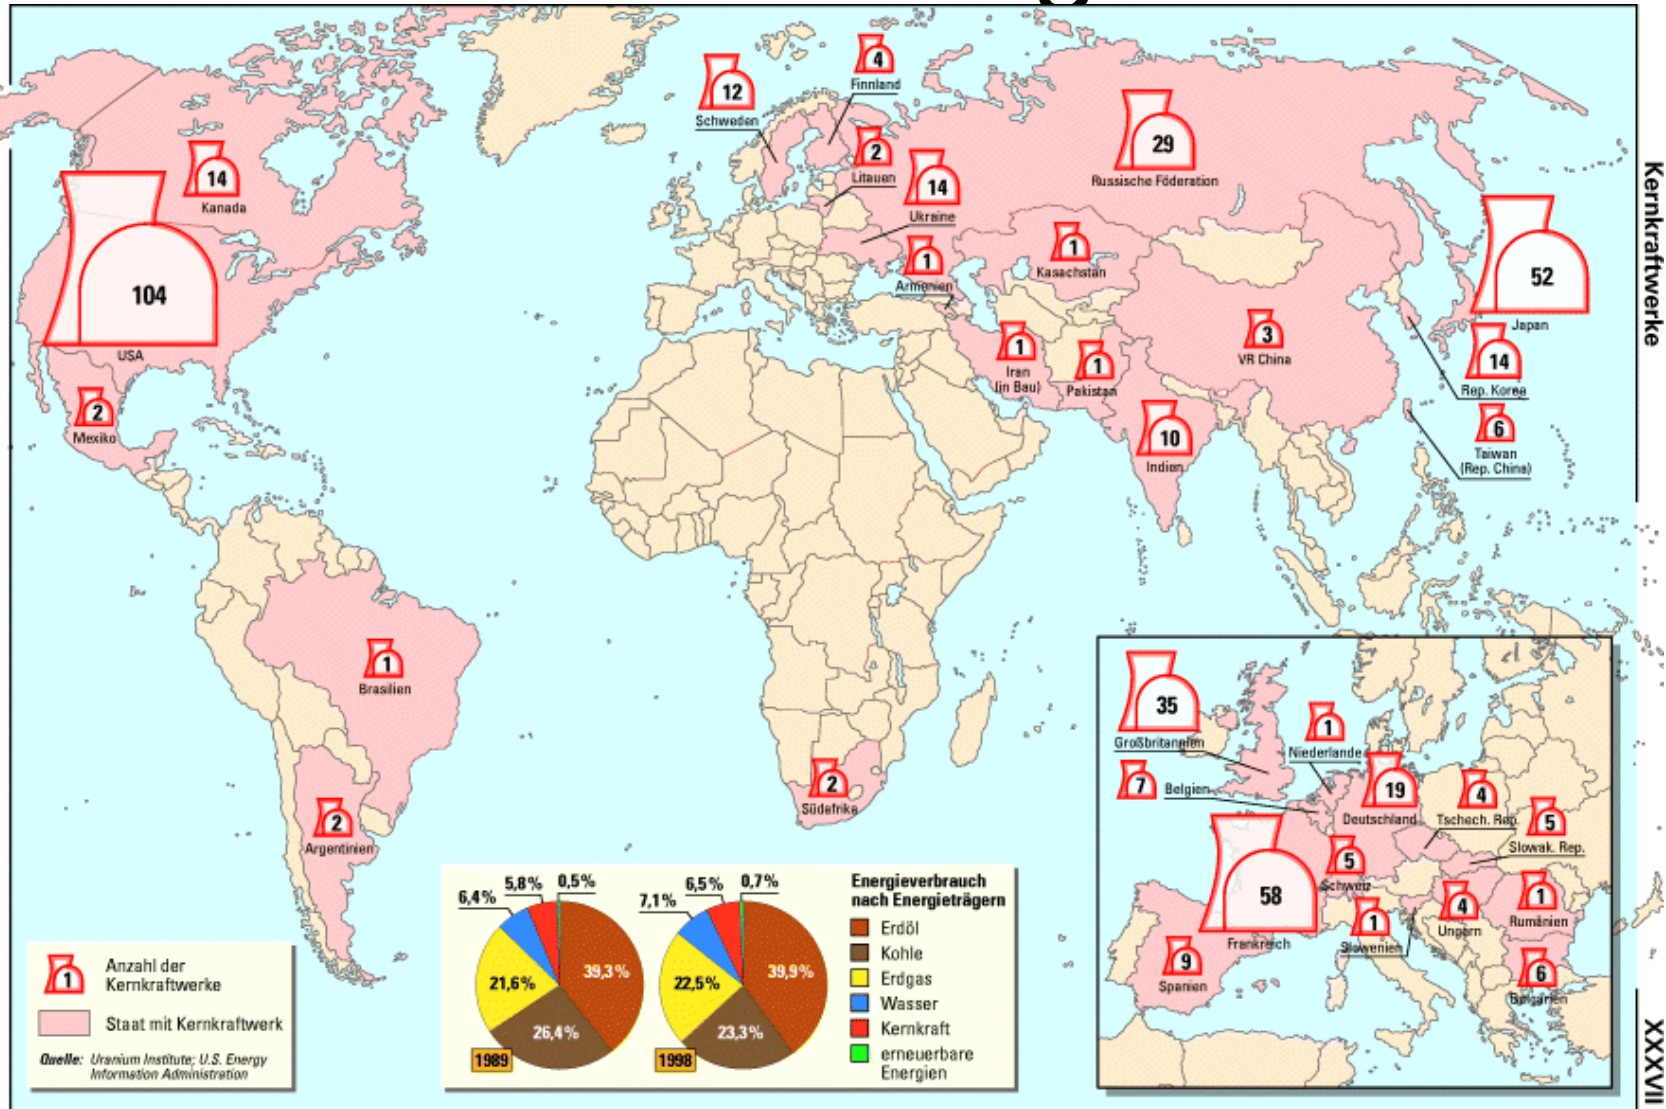 12
Schweden
4
Finnland
2
Litauen
14
Ukraine
29
Russische Föderation
14
Kanada
104
USA
2
Mexiko
1
Armenien
1
Kasachstan
1
Iran
(in Bau)
1
Pakistan
3
VR China
10
Indien
52
Japan
14
Rep. Korea
6
Taiwan
(Rep. China)
1
Brasilien
2
Argentinien
2
Südafrika
35
Großbritannien
1
Niederlande
7
Belgien
19
Deutschland
4
Tschech. Rep.
5
Slowak. Rep.
5
Schweiz
58
Frankreich
1
Slowenien
4
Ungarn
1
Rumänien
6
Bulgarien
9
Spanien
1
Anzahl der
Kernkraftwerke
Staat mit Kernkraftwerk
Quelle: Uranium Institute; U.S. Energy
Information Administration
6,4%
5,8%
0,5%
39,3%
26,4%
21,6%
1989
7,1%
6,5%
0,7%
39,9%
23,3%
22,5%
1998
Energieverbrauch
nach Energieträgern
Erdöl
Kohle
Erdgas
Wasser
Kernkraft
erneuerbare
Energien
Kernkraftwerke
XXXVII